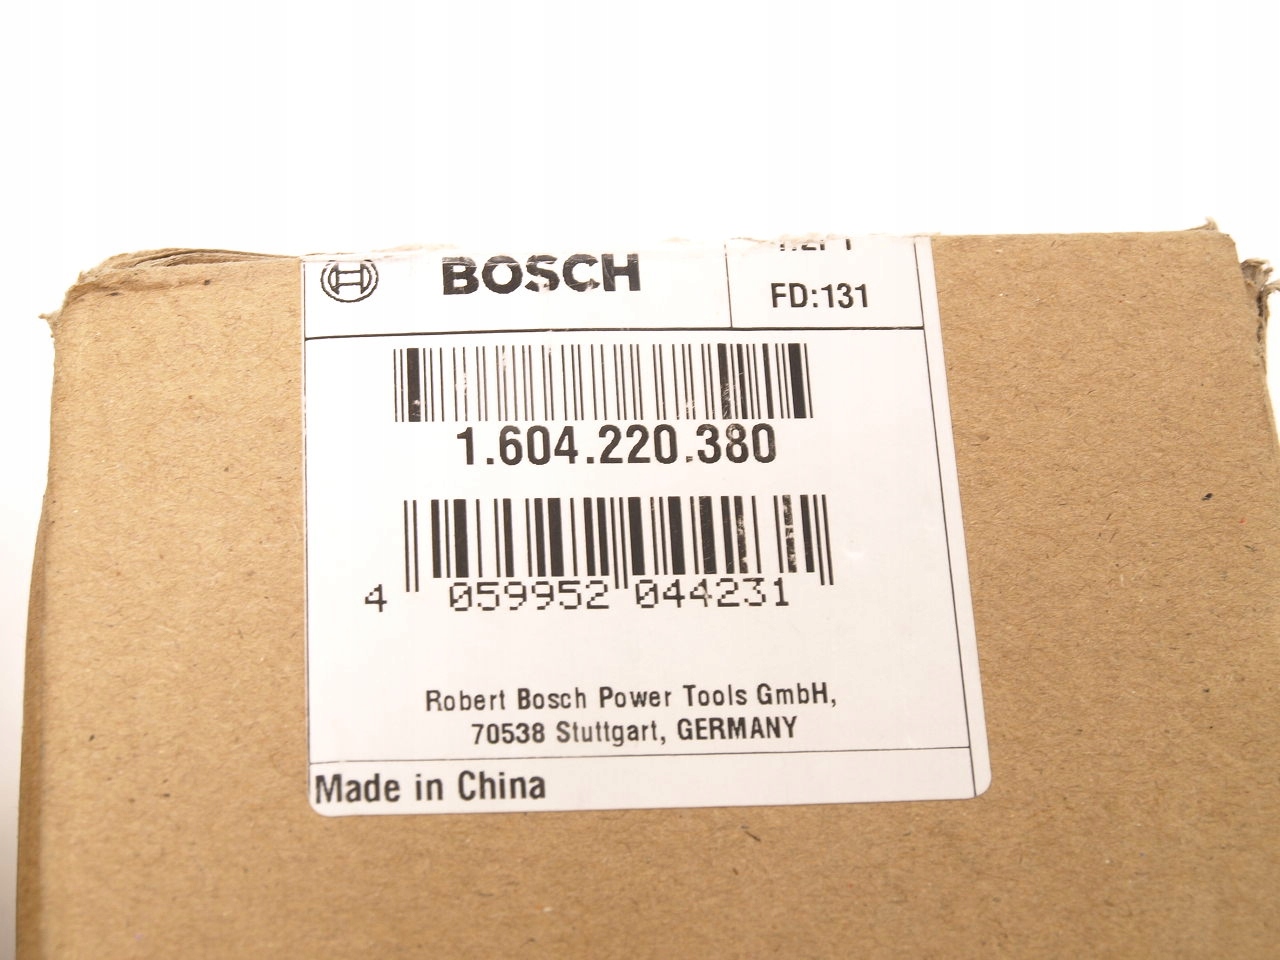 BOSCH
FD:131
1.604.220.380
4 059952 044231
Robert Bosch Power Tools GmbH,
70538 Stuttgart, GERMANY
Made in China